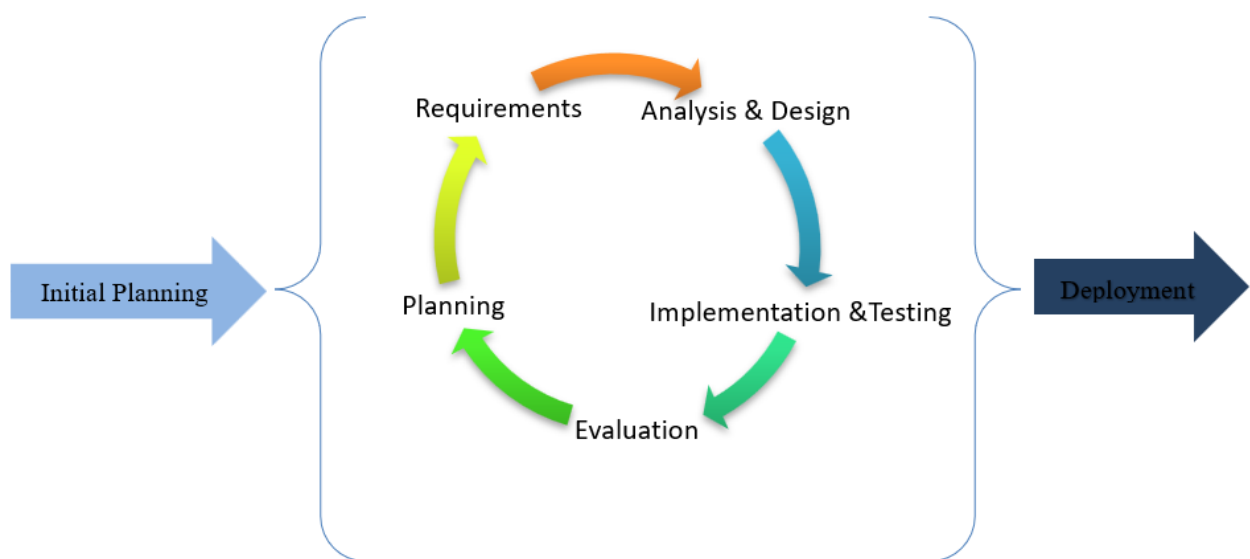 Initial Planning
Requirements
Analysis & Design
Implementation &Testing
Evaluation
Planning
Deployment